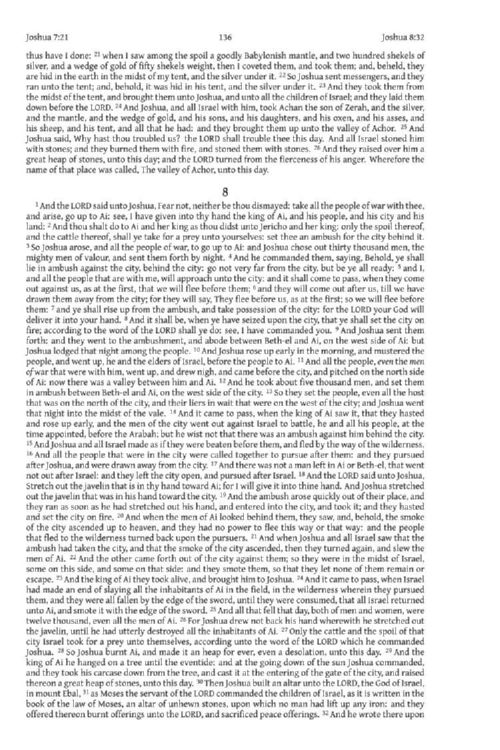 Joshua 7:21 136 Joshua 8:32
thus have I done: 21 when I saw among the spoil a goodly Babylonish mantle, and two hundred shekels of
silver, and a wedge of gold of fifty shekels weight, then I coveted them, and took them; and, behold, they
are hid in the earth in the midst of my tent, and the silver under it. 22 So Joshua sent messengers, and they
ran unto the tent; and, behold, it was hid in his tent, and the silver under it. 23 And they took them from
the midst of the tent, and brought them unto Joshua, and unto all the children of Israel; and they laid them
down before the LORD. 24 And Joshua, and all Israel with him, took Achan the son of Zerah, and the silver,
and the mantle, and the wedge of gold, and his sons, and his daughters, and his oxen, and his asses, and
his sheep, and his tent, and all that he had: and they brought them up unto the valley of Achor. 25 And
Joshua said, Why hast thou troubled us? the LORD shall trouble thee this day. And all Israel stoned him
with stones; and they burned them with fire, and stoned them with stones. 26 And they raised over him a
great heap of stones, unto this day; and the LORD turned from the fierceness of his anger. Wherefore the
name of that place was called, The valley of Achor, unto this day.
8
1 And the LORD said unto Joshua, Fear not, neither be thou dismayed: take all the people of war with thee,
and arise, go up to Ai: see, I have given into thy hand the king of Ai, and his people, and his city and his
land: 2 And thou shalt do to Ai and her king as thou didst unto Jericho and her king: only the spoil thereof,
and the cattle thereof, shall ye take for a prey unto yourselves: set thee an ambush for the city behind it.
3 So Joshua arose, and all the people of war, to go up to Ai: and Joshua chose out thirty thousand men, the
mighty men of valour, and sent them forth by night. 4 And he commanded them, saying, Behold, ye shall
lie in ambush against the city, behind the city: go not very far from the city, but be ye all ready: 5 and I,
and all the people that are with me, will approach unto the city: and it shall come to pass, when they come
out against us, as at the first, that we will flee before them; 6 and they will come out after us, till we have
drawn them away from the city; for they will say, They flee before us, as at the first; so we will flee before
them: 7 and ye shall rise up from the ambush, and take possession of the city: for the LORD your God will
deliver it into your hand. 8 And it shall be, when ye have seized upon the city, that ye shall set the city on
fire; according to the word of the LORD shall ye do: see, I have commanded you. 9 And Joshua sent them
forth: and they went to the ambushment, and abode between Beth-el and Ai, on the west side of Ai: but
Joshua lodged that night among the people. 10 And Joshua rose up early in the morning, and mustered the
people, and went up, he and the elders of Israel, before the people to Ai. 11 And all the people, even the men
of war that were with him, went up, and drew nigh, and came before the city, and pitched on the north side
of Ai: now there was a valley between him and Ai. 12 And he took about five thousand men, and set them
in ambush between Beth-el and Ai, on the west side of the city. 13 So they set the people, even all the host
that was on the north of the city, and their liers in wait that were on the west of the city; and Joshua went
that night into the midst of the vale. 14 And it came to pass, when the king of Ai saw it, that they hasted
and rose up early, and the men of the city went out against Israel to battle, he and all his people, at the
time appointed, before the Arabah; but he wist not that there was an ambush against him behind the city.
15 And Joshua and all Israel made as if they were beaten before them, and fled by the way of the wilderness.
16 And all the people that were in the city were called together to pursue after them: and they pursued
after Joshua, and were drawn away from the city. 17 And there was not a man left in Ai or Beth-el, that went
not out after Israel: and they left the city open, and pursued after Israel. 18 And the LORD said unto Joshua,
Stretch out the javelin that is in thy hand toward Ai; for I will give it into thine hand. And Joshua stretched
out the javelin that was in his hand toward the city. 19 And the ambush arose quickly out of their place, and
they ran as soon as he had stretched out his hand, and entered into the city, and took it; and they hasted
and set the city on fire. 20 And when the men of Ai looked behind them, they saw, and, behold, the smoke
of the city ascended up to heaven, and they had no power to flee this way or that way: and the people
that fled to the wilderness turned back upon the pursuers. 21 And when Joshua and all Israel saw that the
ambush had taken the city, and that the smoke of the city ascended, then they turned again, and slew the
men of Ai. 22 And the other came forth out of the city against them; so they were in the midst of Israel,
some on this side, and some on that side: and they smote them, so that they let none of them remain or
escape. 23 And the king of Ai they took alive, and brought him to Joshua. 24 And it came to pass, when Israel
had made an end of slaying all the inhabitants of Ai in the field, in the wilderness wherein they pursued
them, and they were all fallen by the edge of the sword, until they were consumed, that all Israel returned
unto Ai, and smote it with the edge of the sword. 25 And all that fell that day, both of men and women, were
twelve thousand, even all the men of Ai. 26 For Joshua drew not back his hand wherewith he stretched out
the javelin, until he had utterly destroyed all the inhabitants of Ai. 27 Only the cattle and the spoil of that
city Israel took for a prey unto themselves, according unto the word of the LORD which he commanded
Joshua. 28 So Joshua burnt Ai, and made it an heap for ever, even a desolation, unto this day. 29 And the
king of Ai he hanged on a tree until the eventide: and at the going down of the sun Joshua commanded,
and they took his carcase down from the tree, and cast it at the entering of the gate of the city, and raised
thereon a great heap of stones, unto this day. 30 Then Joshua built an altar unto the LORD, the God of Israel,
in mount Ebal, 31 as Moses the servant of the LORD commanded the children of Israel, as it is written in the
book of the law of Moses, an altar of unhewn stones, upon which no man had lift up any iron: and they
offered thereon burnt offerings unto the LORD, and sacrificed peace offerings. 32 And he wrote there upon